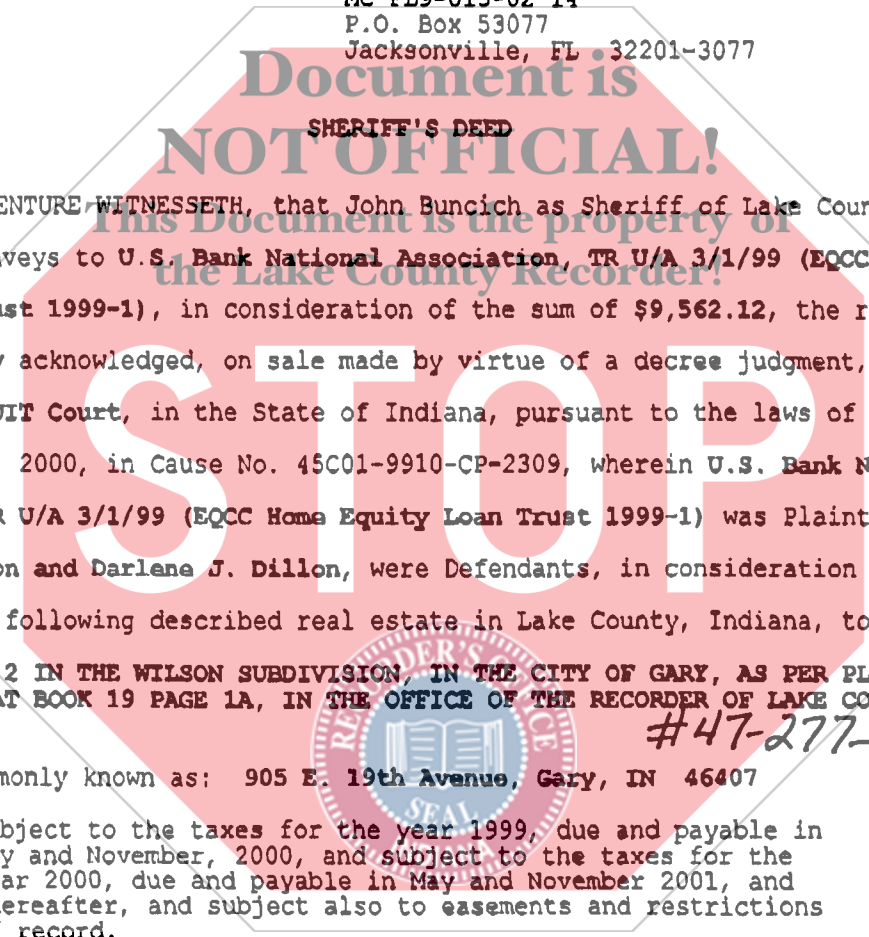 MC FL9-015-02 14
P.O. Box 53077
Jacksonville, FL 32201-3077
Document is
SHERIFF'S DEED
NOT OFFICIAL!
ENTURE WITNESSETH, that John Buncich as Sheriff of Lake Coun
This Document is the property of
veys to U.S. Bank National Association, TR U/A 3/1/99 (EQCC
the Lake County Recorder!
ust 1999-1), in consideration of the sum of $9,562.12, the r
y acknowledged, on sale made by virtue of a decree judgment,
UIT Court, in the State of Indiana, pursuant to the laws of
STOP
2000, in Cause No. 45C01-9910-CP-2309, wherein U.S. Bank N
R U/A 3/1/99 (EQCC Home Equity Loan Trust 1999-1) was Plaint
on and Darlene J. Dillon, were Defendants, in consideration
following described real estate in Lake County, Indiana, to
2 IN THE WILSON SUBDIVISION, IN THE CITY OF GARY, AS PER PL
AT BOOK 19 PAGE 1A, IN THE OFFICE OF THE RECORDER OF LAKE CO
#47-277-
RECORDER'S OFFICE
monly known as: 905 E. 19th Avenue, Gary, IN 46407
SEAL
bject to the taxes for the year 1999, due and payable in
y and November, 2000, and subject to the taxes for the
ar 2000, due and payable in May and November 2001, and
hereafter, and subject also to easements and restrictions
record.